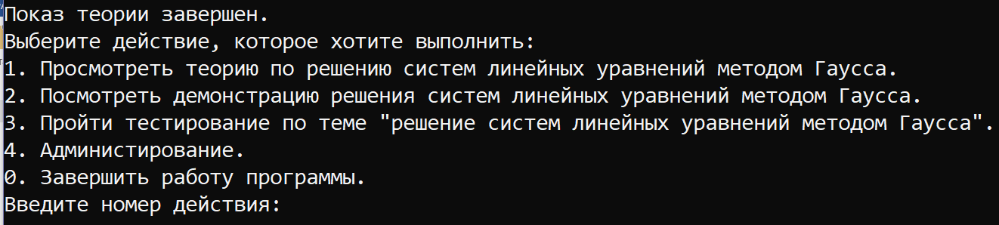 Показ теории завершен.
Выберите действие, которое хотите выполнить:
1. Просмотреть теорию по решению систем линейных уравнений методом Гаусса.
2. Посмотреть демонстрацию решения систем линейных уравнений методом Гаусса.
3. Пройти тестирование по теме "решение систем линейных уравнений методом Гаусса".
4. Администирование.
0. Завершить работу программы.
Введите номер действия: